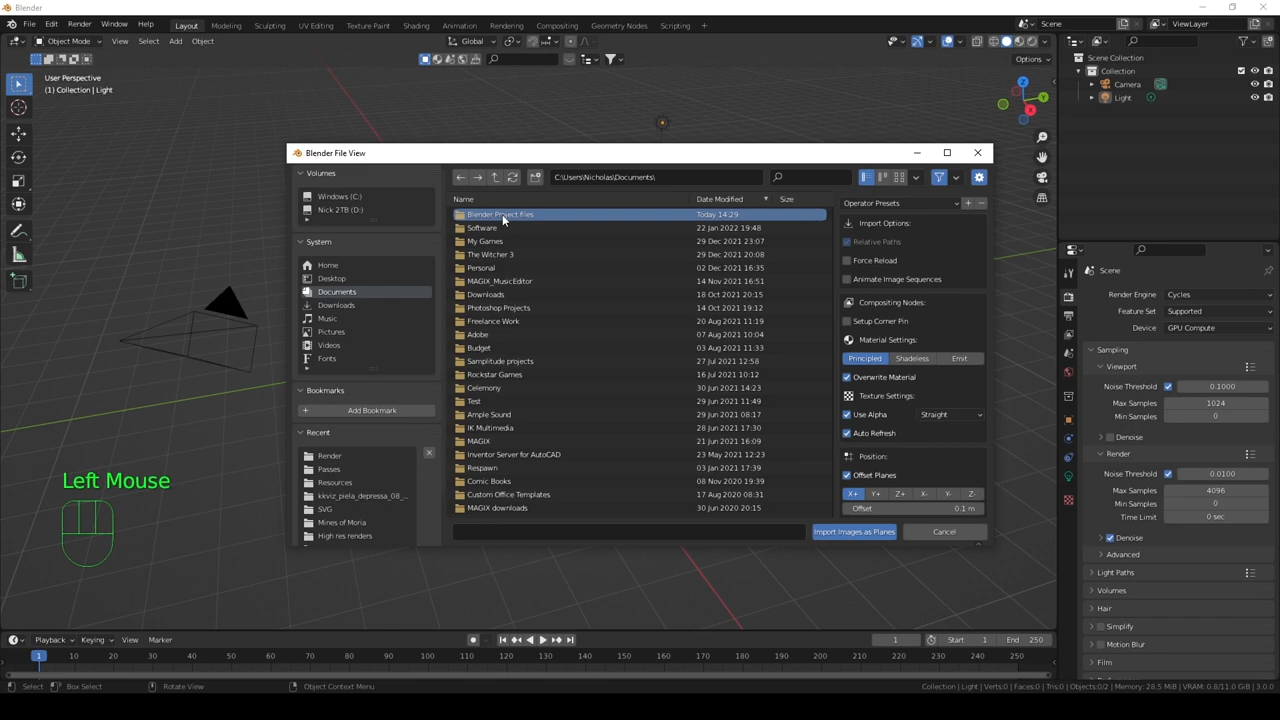 Blender
File Edit Render Window Help Layout Modeling Sculpting UV Editing Texture Paint Shading Animation Rendering Compositing Geometry Nodes Scripting + Scene ViewLayer
Object Mode View Select Add Object Global
Options
User Perspective
(1) Collection | Light
Scene Collection
Collection
Camera
Light
Blender File View
Volumes
Windows (C:)
Nick 2TB (D:)
System
Home
Desktop
Documents
Downloads
Music
Pictures
Videos
Fonts
Bookmarks
+ Add Bookmark
Recent
Render
Passes
Resources
kkviz_piela_depressa_08_...
SVG
Mines of Moria
High res renders
C:\Users\Nicholas\Documents\
Name Date Modified Size
Blender Project files Today 14:29
Software 22 Jan 2022 19:48
My Games 29 Dec 2021 23:07
The Witcher 3 29 Dec 2021 20:08
Personal 02 Dec 2021 16:35
MAGIX_MusicEditor 14 Nov 2021 16:51
Downloads 18 Oct 2021 20:15
Photoshop Projects 14 Oct 2021 19:12
Freelance Work 20 Aug 2021 11:19
Adobe 07 Aug 2021 10:04
Budget 03 Aug 2021 11:33
Samplitude projects 27 Jul 2021 12:58
Rockstar Games 16 Jul 2021 10:12
Celemony 30 Jun 2021 14:23
Test 29 Jun 2021 11:49
Ample Sound 29 Jun 2021 08:17
IK Multimedia 28 Jun 2021 17:30
MAGIX 21 Jun 2021 16:09
Inventor Server for AutoCAD 23 May 2021 12:23
Respawn 03 Jan 2021 17:39
Comic Books 08 Nov 2020 19:39
Custom Office Templates 17 Aug 2020 08:31
MAGIX downloads 30 Jun 2020 20:15
Operator Presets + −
Import Options:
Relative Paths
Force Reload
Animate Image Sequences
Compositing Nodes:
Setup Corner Pin
Material Settings:
Principled Shadeless Emit
Overwrite Material
Texture Settings:
Use Alpha Straight
Auto Refresh
Position:
Offset Planes
X+ Y+ Z+ X- Y- Z-
Offset 0.1 m
Import Images as Planes Cancel
Left Mouse
Scene
Render Engine Cycles
Feature Set Supported
Device GPU Compute
Sampling
Viewport
Noise Threshold 0.1000
Max Samples 1024
Min Samples 0
Denoise
Render
Noise Threshold 0.0100
Max Samples 4096
Min Samples 0
Time Limit 0 sec
Denoise
Advanced
Light Paths
Volumes
Hair
Simplify
Motion Blur
Film
Playback Keying View Marker 1 Start 1 End 250
1 10 20 30 40 50 60 70 80 90 100 110 120 130 140 150 160 170 180 190 200 210 220 230 240 250
Select Box Select Rotate View Object Context Menu Collection | Light | Verts:0 | Faces:0 | Tris:0 | Objects:0/2 | Memory: 28.5 MiB | VRAM: 0.8/11.0 GiB | 3.0.0